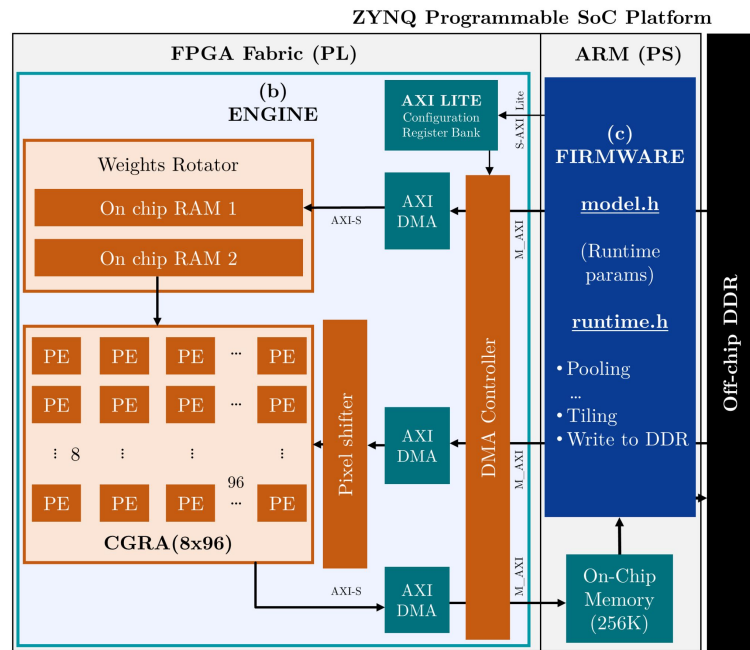 ZYNQ Programmable SoC Platform
FPGA Fabric (PL)
ARM (PS)
(b)
ENGINE
AXI LITE
Configuration
Register Bank
S-AXI_Lite
Weights Rotator
On chip RAM 1
On chip RAM 2
AXI-S
AXI
DMA
M_AXI
(c)
FIRMWARE
model.h
(Runtime
params)
runtime.h
• Pooling
...
• Tiling
• Write to DDR
Off-chip DDR
PE PE PE ... PE
PE PE PE ... PE
⋮ 8 ⋮ ⋮ ⋮
96
PE PE PE ... PE
CGRA(8x96)
Pixel shifter
AXI
DMA
DMA Controller
M_AXI
AXI-S
AXI
DMA
M_AXI
On-Chip
Memory
(256K)